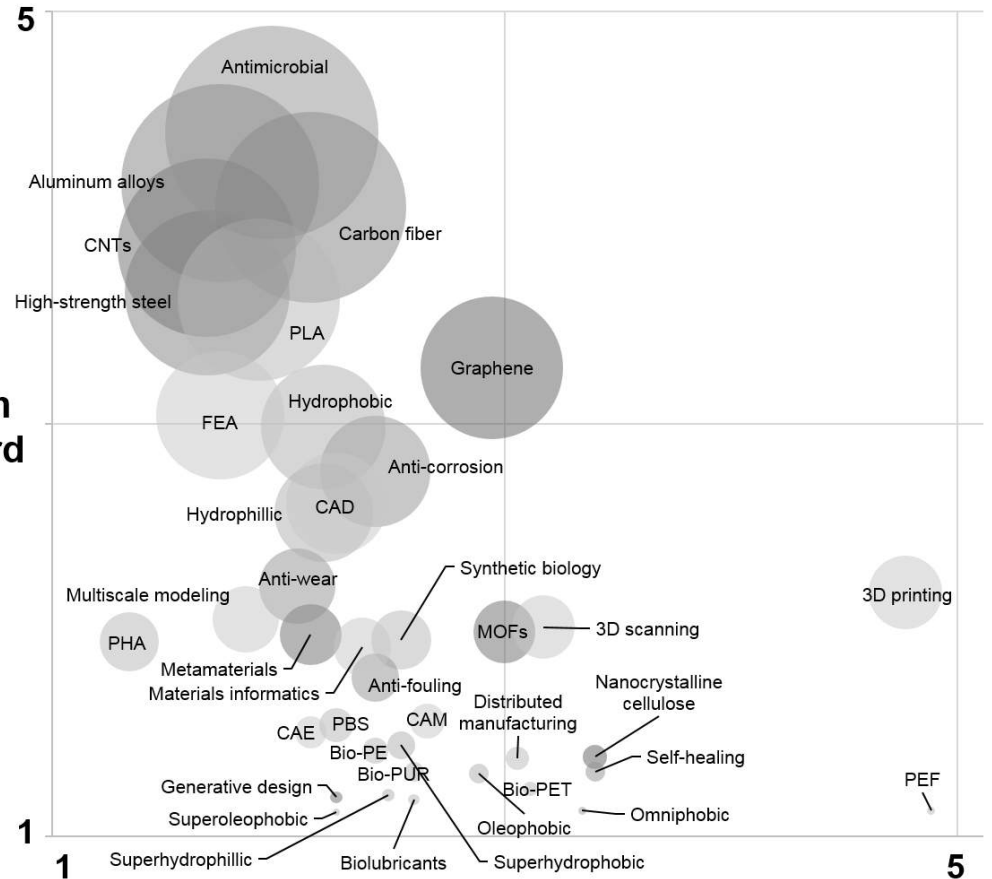 5
Antimicrobial
Aluminum alloys
Carbon fiber
CNTs
High-strength steel
PLA
Graphene
Hydrophobic
FEA
n
rd
Anti-corrosion
CAD
Hydrophillic
Synthetic biology
Anti-wear
Multiscale modeling
3D printing
PHA
MOFs
3D scanning
Metamaterials
Materials informatics
Anti-fouling
Nanocrystalline
cellulose
Distributed
manufacturing
CAE
PBS
CAM
Bio-PE
Self-healing
Bio-PUR
Generative design
Bio-PET
PEF
Superoleophobic
Omniphobic
Oleophobic
1
Superhydrophillic
Biolubricants
Superhydrophobic
1
5